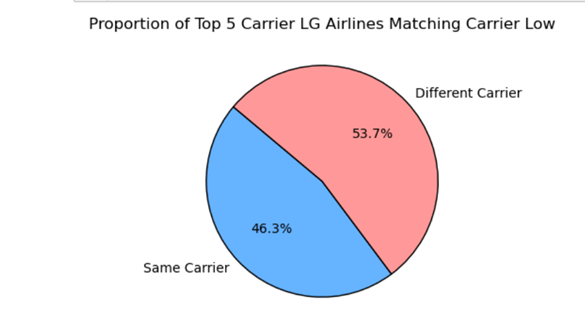 Proportion of Top 5 Carrier LG Airlines Matching Carrier Low
Different Carrier
53.7%
46.3%
Same Carrier